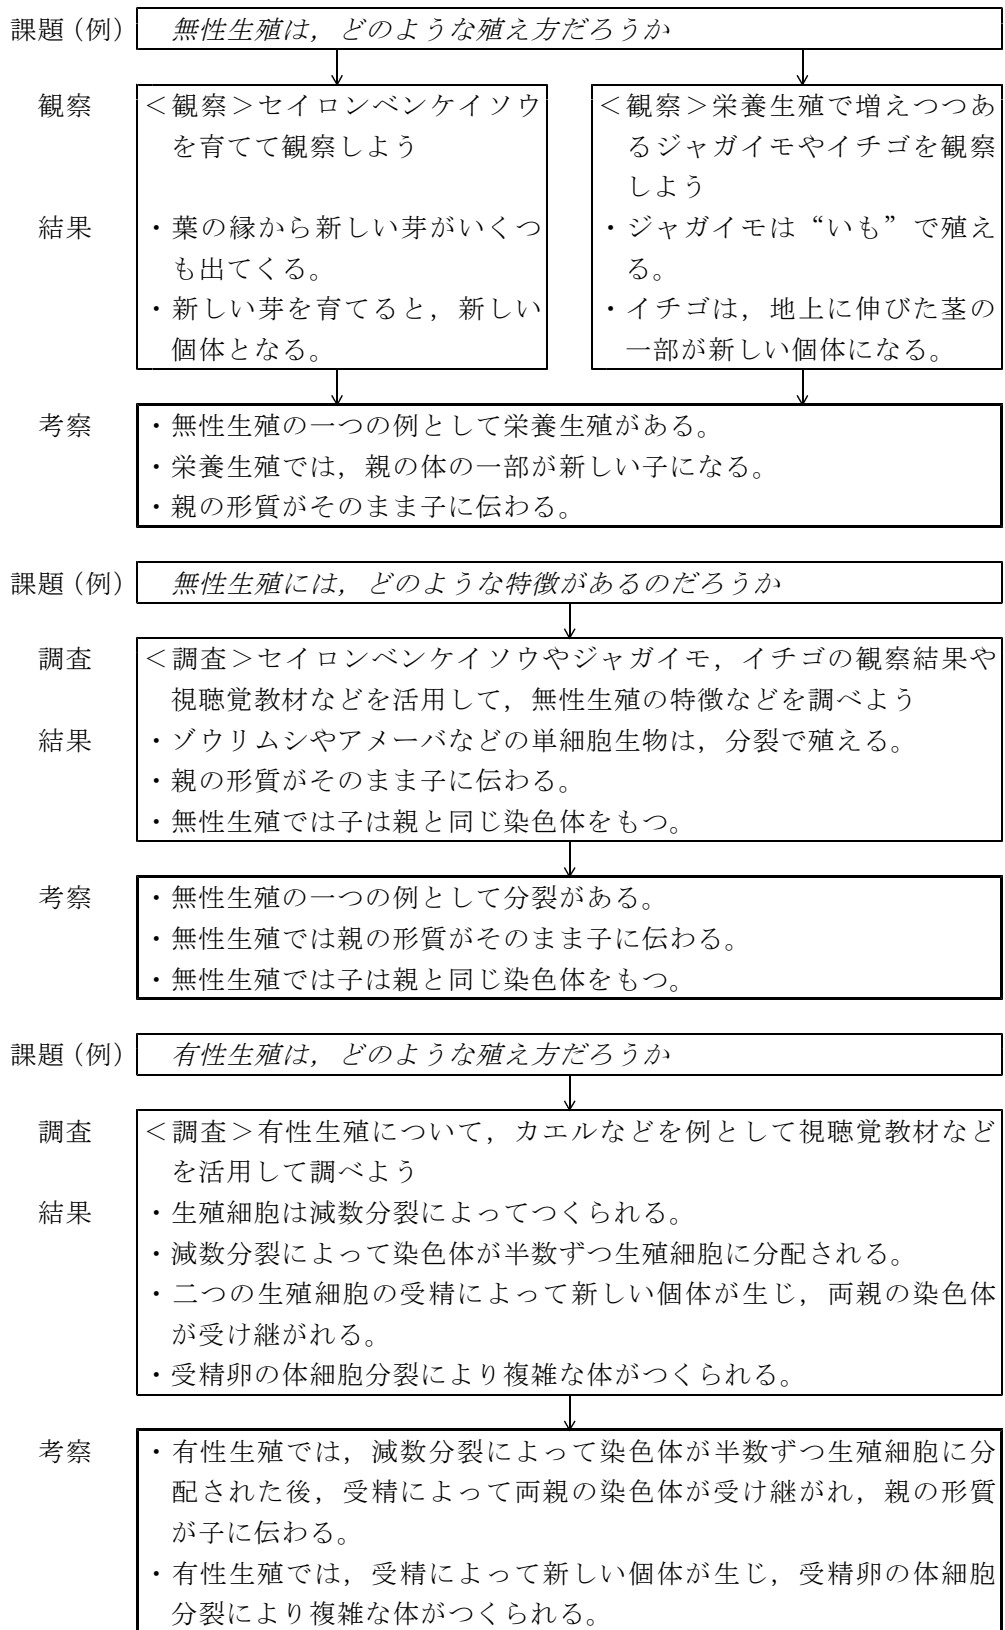 課題（例） 無性生殖は，どのような殖え方だろうか
観察 ＜観察＞セイロンベンケイソウ
を育てて観察しよう
結果 ・葉の縁から新しい芽がいくつ
も出てくる。
・新しい芽を育てると，新しい
個体となる。
＜観察＞栄養生殖で増えつつあ
るジャガイモやイチゴを観察
しよう
・ジャガイモは“いも”で殖え
る。
・イチゴは，地上に伸びた茎の
一部が新しい個体になる。
考察 ・無性生殖の一つの例として栄養生殖がある。
・栄養生殖では，親の体の一部が新しい子になる。
・親の形質がそのまま子に伝わる。
課題（例） 無性生殖には，どのような特徴があるのだろうか
調査 ＜調査＞セイロンベンケイソウやジャガイモ，イチゴの観察結果や
視聴覚教材などを活用して，無性生殖の特徴などを調べよう
結果 ・ゾウリムシやアメーバなどの単細胞生物は，分裂で殖える。
・親の形質がそのまま子に伝わる。
・無性生殖では子は親と同じ染色体をもつ。
考察 ・無性生殖の一つの例として分裂がある。
・無性生殖では親の形質がそのまま子に伝わる。
・無性生殖では子は親と同じ染色体をもつ。
課題（例） 有性生殖は，どのような殖え方だろうか
調査 ＜調査＞有性生殖について，カエルなどを例として視聴覚教材など
を活用して調べよう
結果 ・生殖細胞は減数分裂によってつくられる。
・減数分裂によって染色体が半数ずつ生殖細胞に分配される。
・二つの生殖細胞の受精によって新しい個体が生じ，両親の染色体
が受け継がれる。
・受精卵の体細胞分裂により複雑な体がつくられる。
考察 ・有性生殖では，減数分裂によって染色体が半数ずつ生殖細胞に分
配された後，受精によって両親の染色体が受け継がれ，親の形質
が子に伝わる。
・有性生殖では，受精によって新しい個体が生じ，受精卵の体細胞
分裂により複雑な体がつくられる。